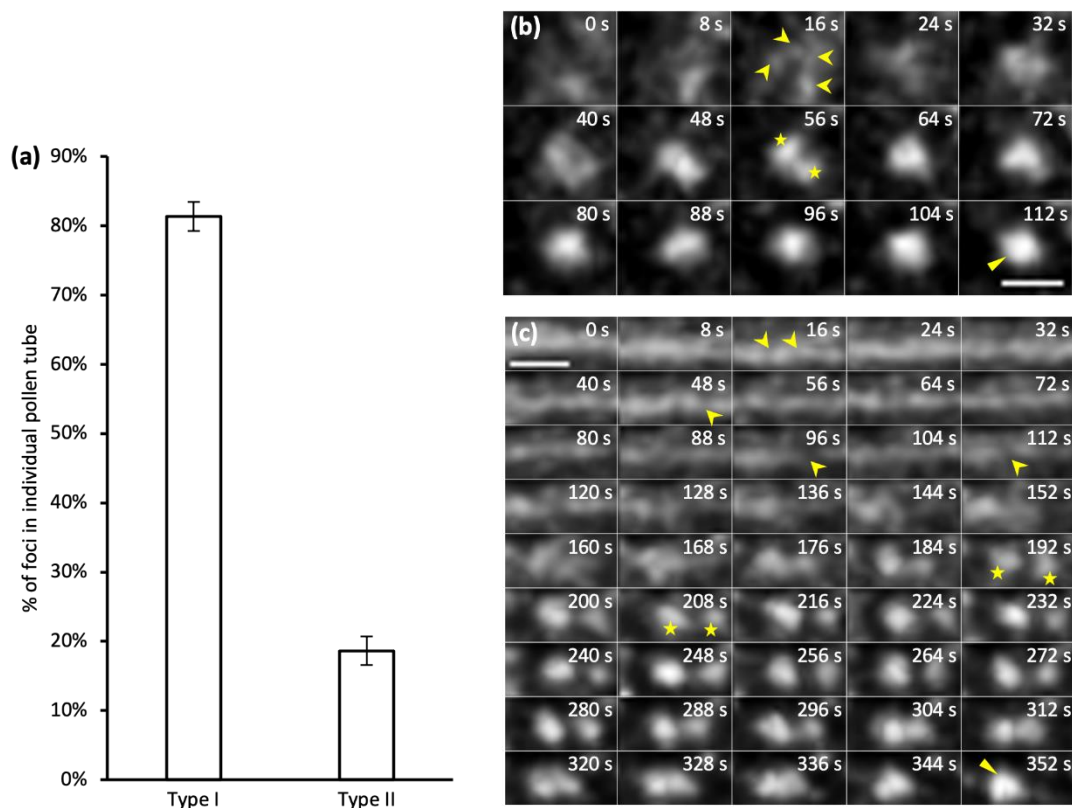 (a)
90%
80%
70%
60%
50%
40%
30%
20%
10%
0%
% of foci in individual pollen tube
Type I Type II
(b)
0 s 8 s 16 s 24 s 32 s
40 s 48 s 56 s 64 s 72 s
80 s 88 s 96 s 104 s 112 s
(c)
0 s 8 s 16 s 24 s 32 s
40 s 48 s 56 s 64 s 72 s
80 s 88 s 96 s 104 s 112 s
120 s 128 s 136 s 144 s 152 s
160 s 168 s 176 s 184 s 192 s
200 s 208 s 216 s 224 s 232 s
240 s 248 s 256 s 264 s 272 s
280 s 288 s 296 s 304 s 312 s
320 s 328 s 336 s 344 s 352 s